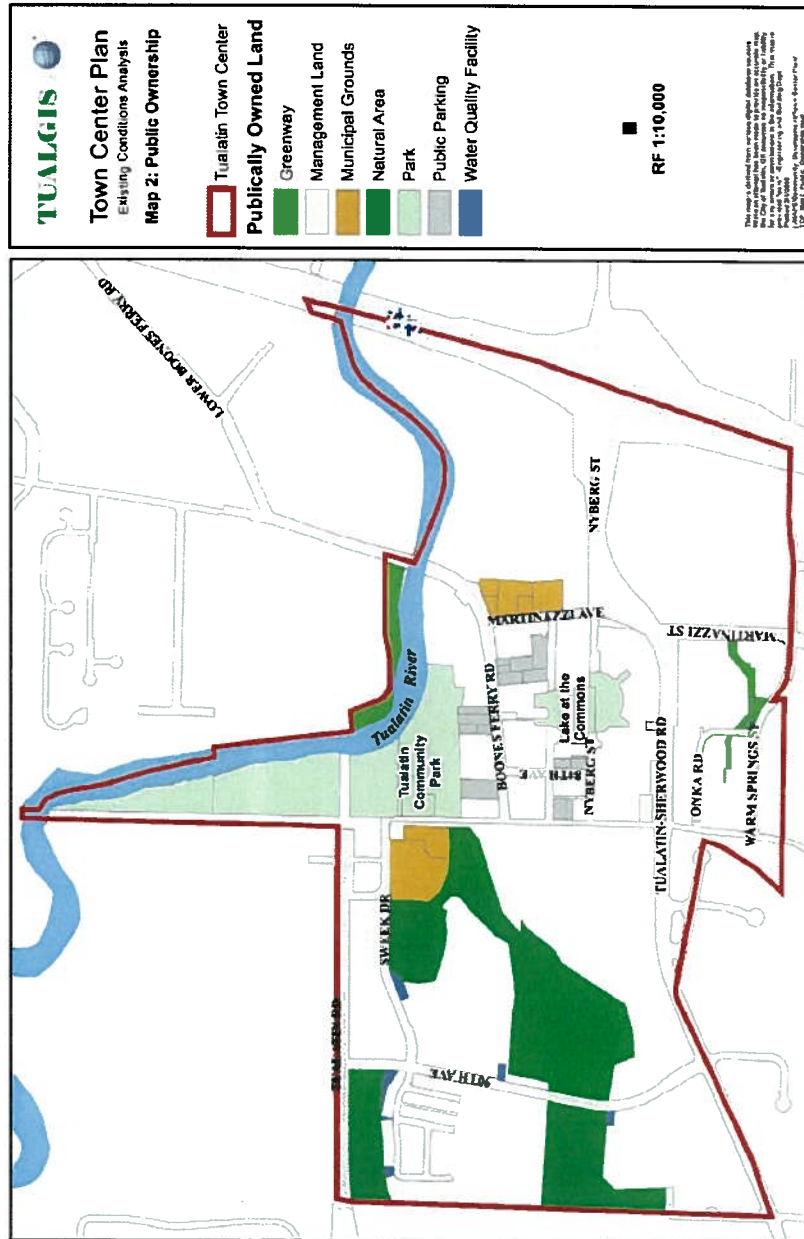 TUALGIS
Town Center Plan
Existing Conditions Analysis
Map 2: Public Ownership
Tualatin Town Center
Publically Owned Land
Greenway
Management Land
Municipal Grounds
Natural Area
Park
Public Parking
Water Quality Facility
RF 1:10,000
LOWER BOONES FERRY RD
Tualatin River
Tualatin
Community
Park
BOONES FERRY RD
MARTINAZZI AVE
NYBERG ST
Lake at the
Commons
84TH AVE
NYBERG ST
MARTINAZZI ST
TUALATIN-SHERWOOD RD
TONKA RD
WARM SPRINGS ST
SWEEK DR
TUALATIN RD
90TH AVE